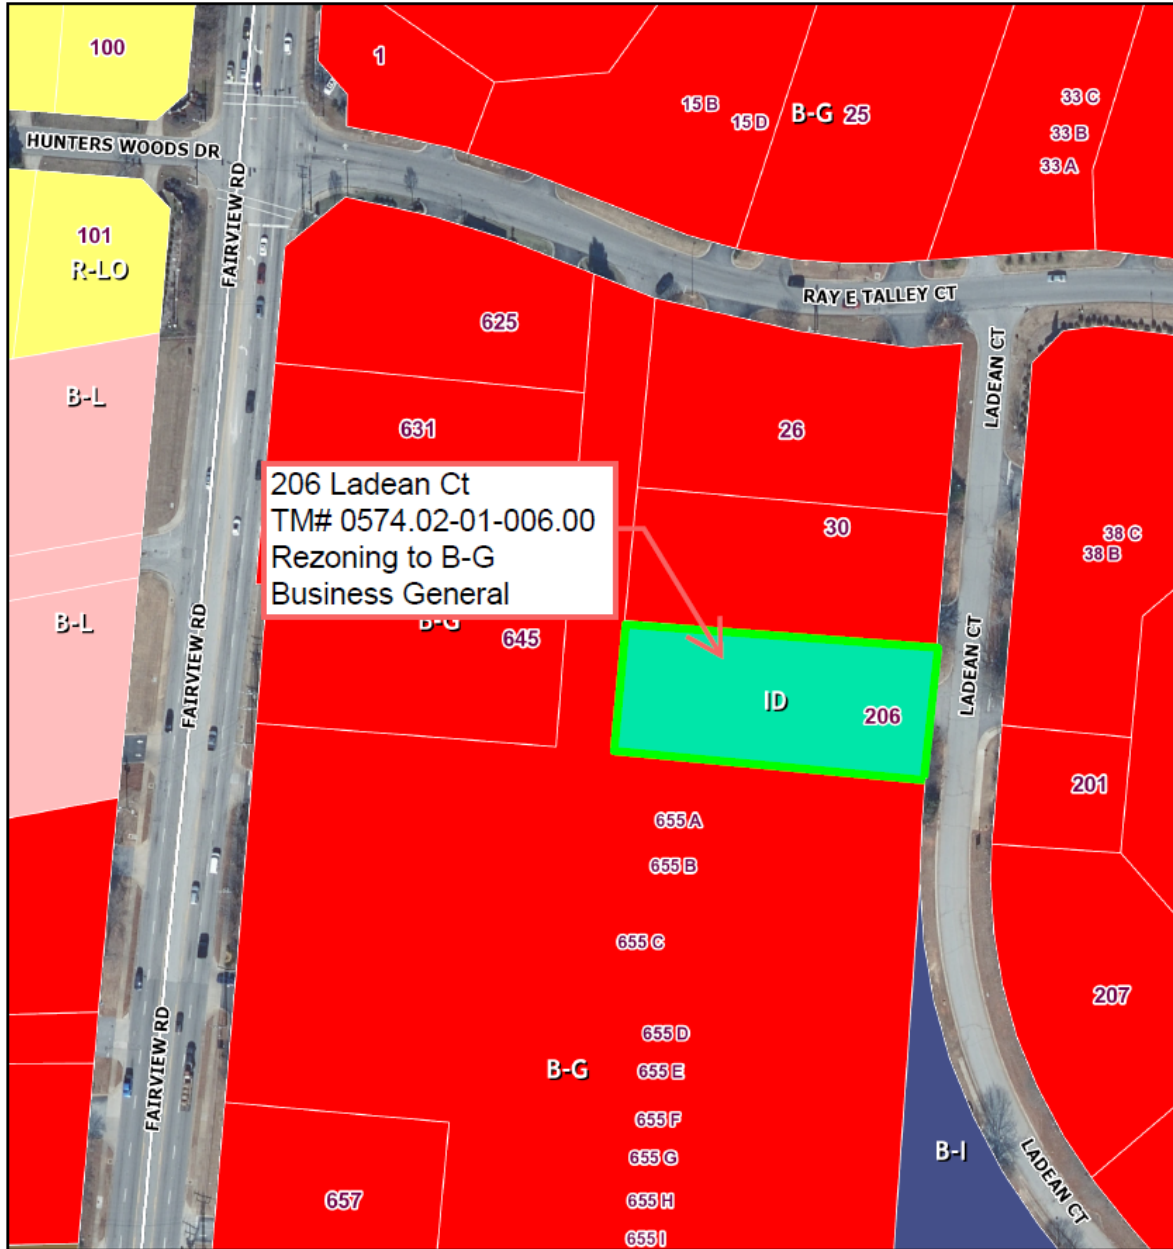 100
1
15 B
15 D
B-G 25
33 C
33 B
33 A
HUNTERS WOODS DR
FAIRVIEW RD
101
R-LO
RAY E TALLEY CT
625
LADEAN CT
B-L
631
26
206 Ladean Ct
TM# 0574.02-01-006.00
Rezoning to B-G
Business General
30
38 C
38 B
B-L
B-G
645
FAIRVIEW RD
LADEAN CT
ID
206
201
655 A
655 B
655 C
207
655 D
B-G
655 E
FAIRVIEW RD
655 F
655 G
B-I
LADEAN CT
657
655 H
655 I